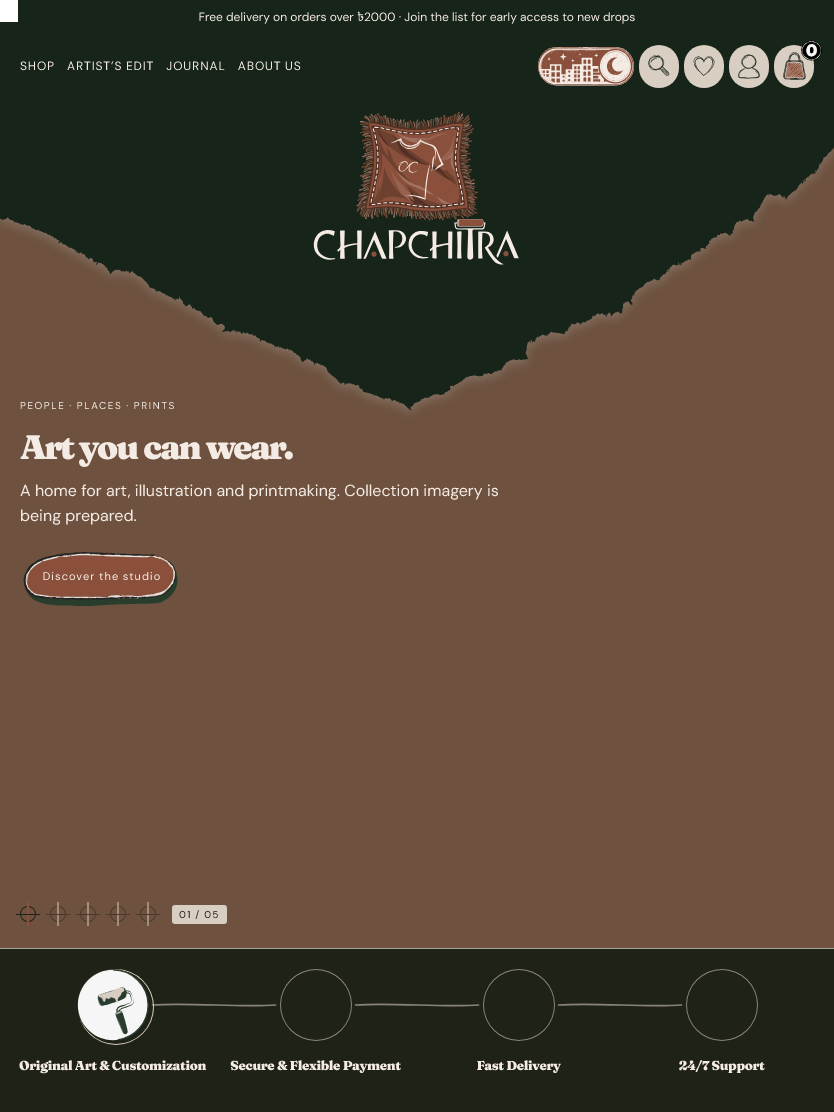 Free delivery on orders over ৳2000 · Join the list for early access to new drops
SHOP ARTIST’S EDIT JOURNAL ABOUT US
0
CHAPCHITRA
PEOPLE · PLACES · PRINTS
Art you can wear.
A home for art, illustration and printmaking. Collection imagery is
being prepared.
Discover the studio
01 / 05
Original Art & Customization
Secure & Flexible Payment
Fast Delivery
24/7 Support